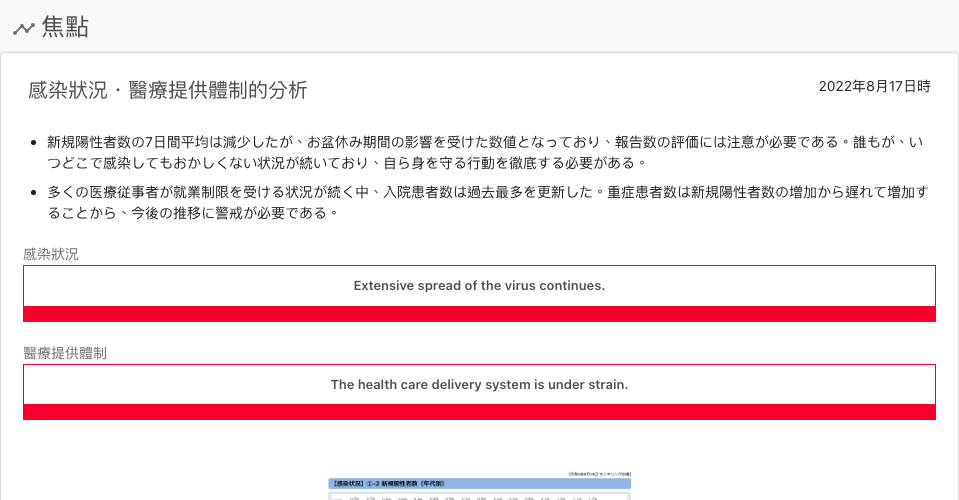 焦點
感染狀況・醫療提供體制的分析
2022年8月17日時
新規陽性者数の7日間平均は減少したが、お盆休み期間の影響を受けた数値となっており、報告数の評価には注意が必要である。誰もが、い
つどこで感染してもおかしくない状況が続いており、自ら身を守る行動を徹底する必要がある。
多くの医療従事者が就業制限を受ける状況が続く中、入院患者数は過去最多を更新した。重症患者数は新規陽性者数の増加から遅れて増加す
ることから、今後の推移に警戒が必要である。
感染狀況
Extensive spread of the virus continues.
醫療提供體制
The health care delivery system is under strain.
【感染状況】①-2 新規陽性者数（年代別）